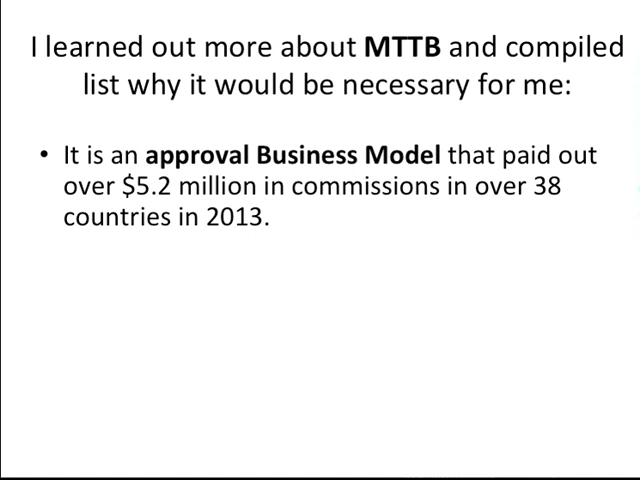 I learned out more about MTTB and compiled
list why it would be necessary for me:
• It is an approval Business Model that paid out
over $5.2 million in commissions in over 38
countries in 2013.